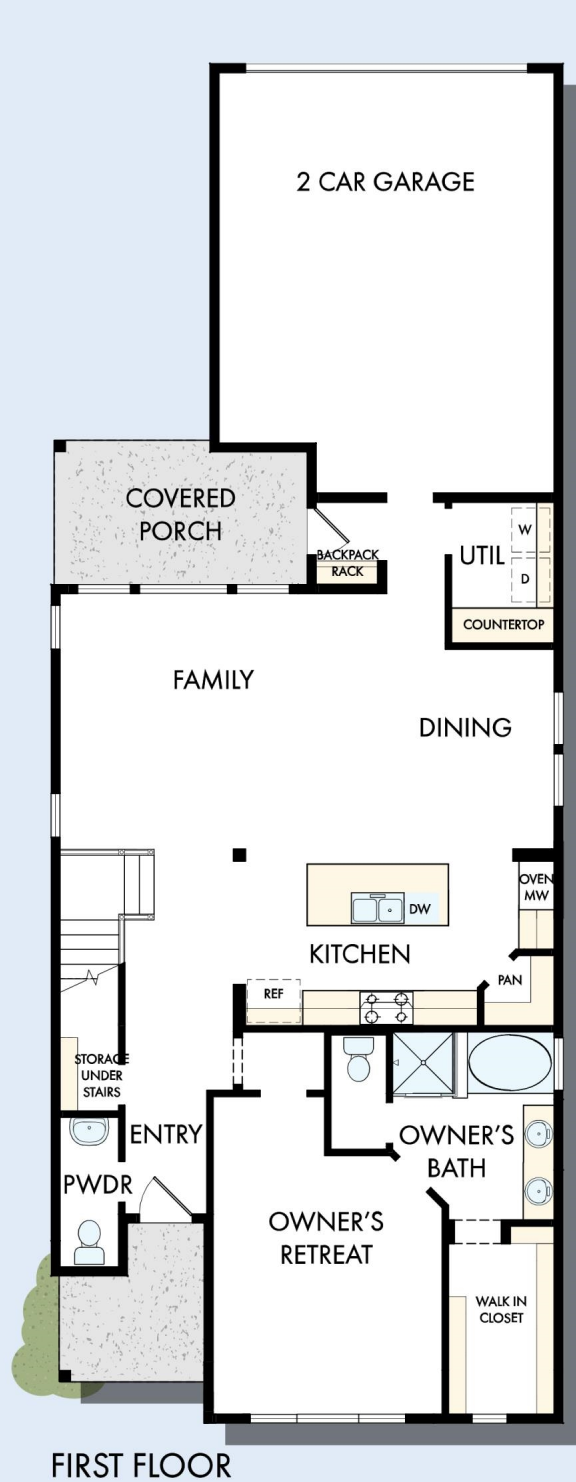 2 CAR GARAGE
COVERED
PORCH
BACKPACK
RACK
UTIL
W
D
COUNTERTOP
FAMILY
DINING
OVEN
MW
DW
KITCHEN
REF
PAN
STORAGE
UNDER
STAIRS
ENTRY
PWDR
OWNER'S
BATH
OWNER'S
RETREAT
WALK IN
CLOSET
FIRST FLOOR